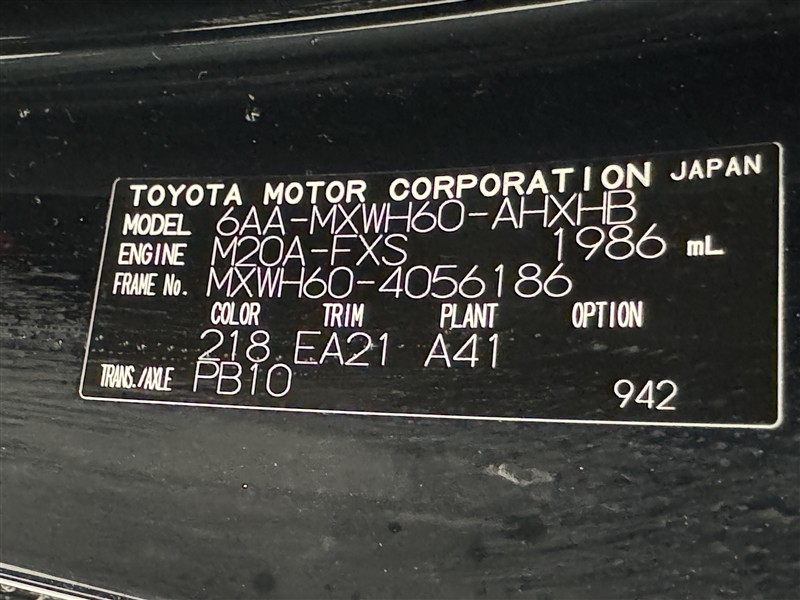 TOYOTA MOTOR CORPORATION JAPAN
MODEL 6AA-MXWH60-AHXHB
ENGINE M20A-FXS 1986 mL
FRAME No. MXWH60-4056186
COLOR TRIM PLANT OPTION
218 EA21 A41
TRANS./AXLE PB10
942